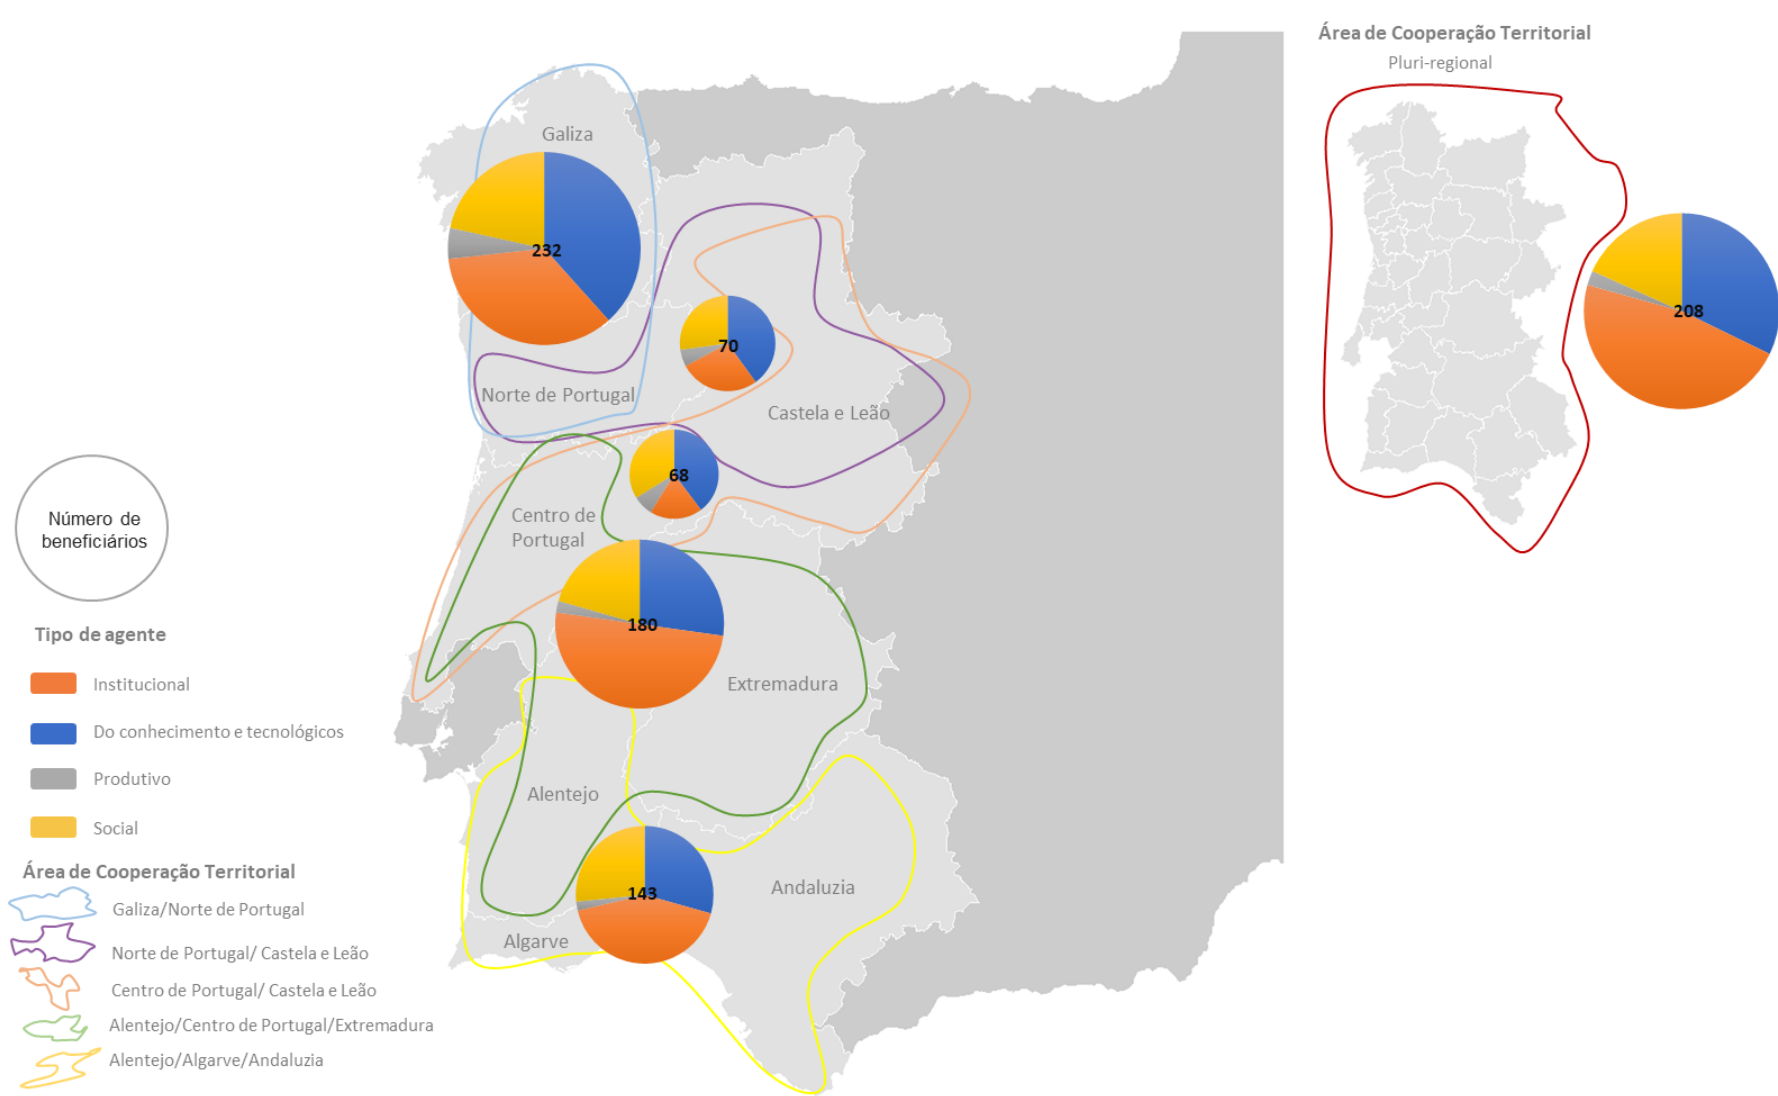 Área de Cooperação Territorial
Pluri-regional
Galiza
232
208
70
Norte de Portugal
Castela e Leão
68
Centro de
Portugal
180
Extremadura
Alentejo
143
Andaluzia
Algarve
Número de
beneficiários
Tipo de agente
Institucional
Do conhecimento e tecnológicos
Produtivo
Social
Área de Cooperação Territorial
Galiza/Norte de Portugal
Norte de Portugal/ Castela e Leão
Centro de Portugal/ Castela e Leão
Alentejo/Centro de Portugal/Extremadura
Alentejo/Algarve/Andaluzia